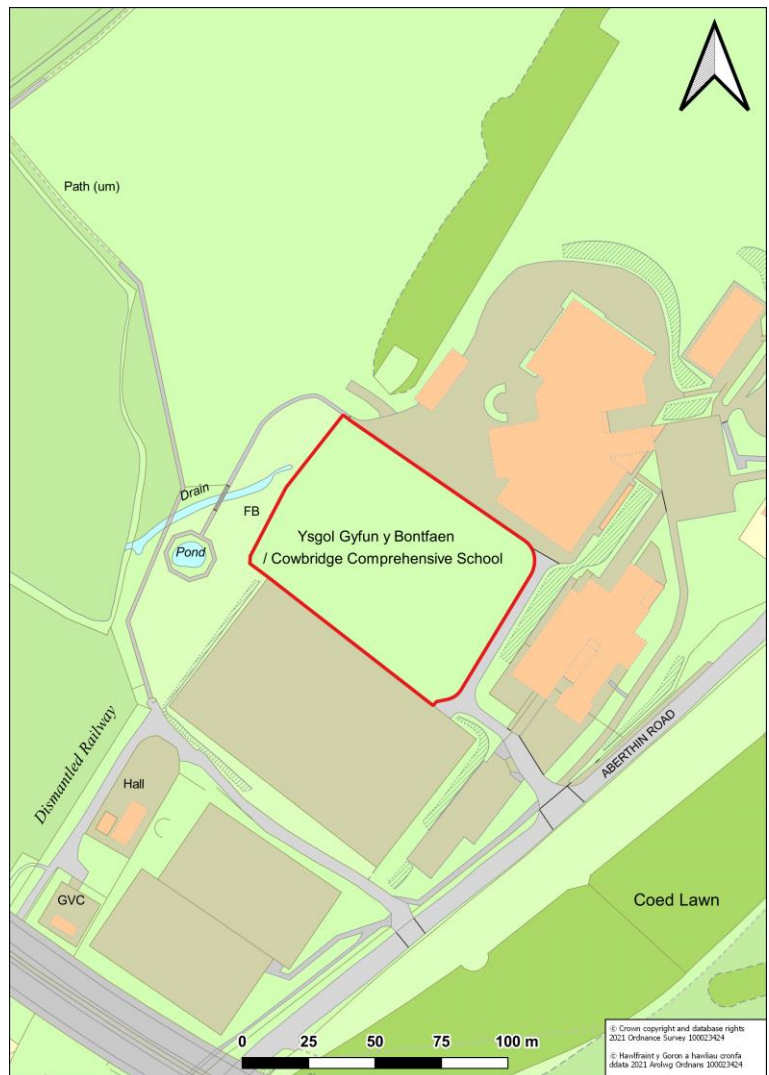 Path (um)
Drain
FB
Pond
Ysgol Gyfun y Bontfaen
/ Cowbridge Comprehensive School
Dismantled Railway
ABERTHIN ROAD
Hall
GVC
Coed Lawn
0 25 50 75 100 m
© Crown copyright and database rights
2021 Ordnance Survey 100023424
© Hawlfraint y Goron a hawliau cronfa
ddata 2021 Arolwg Ordnans 100023424